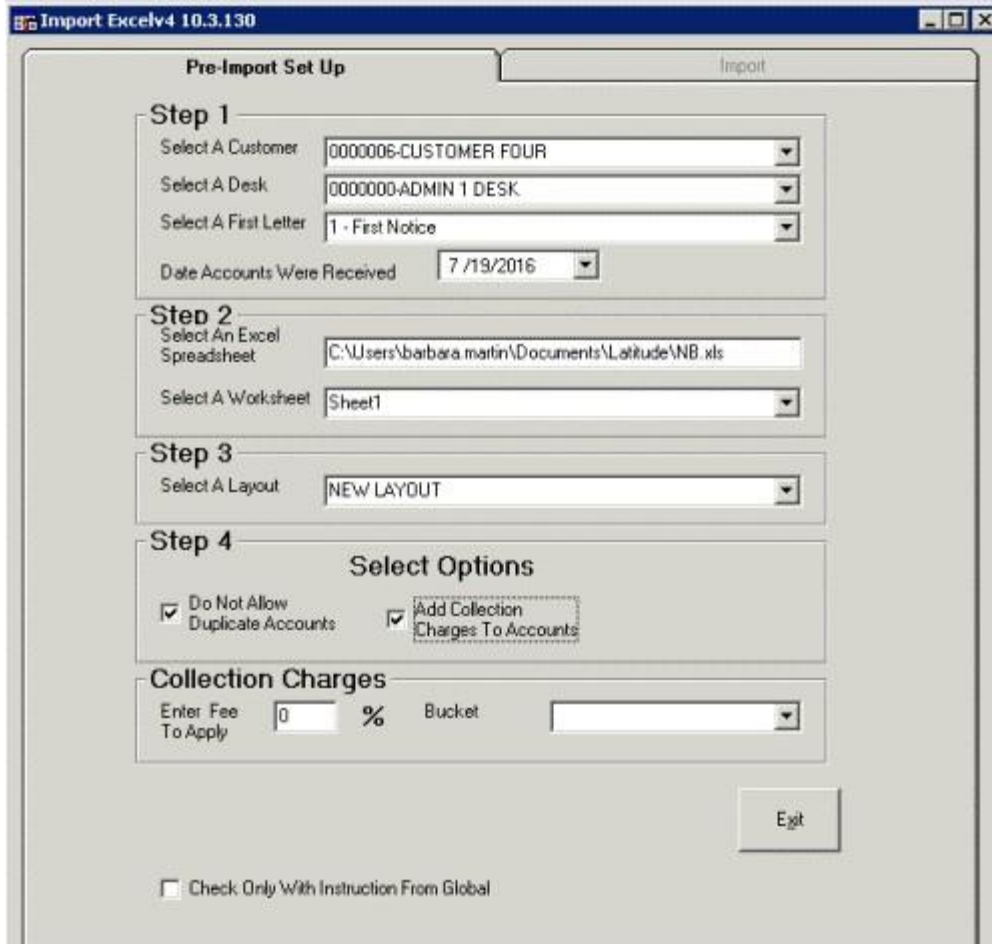 Import Excelv4 10.3.130
Pre-Import Set Up
Import
Step 1
Select A Customer
0000006-CUSTOMER FOUR
Select A Desk
0000000-ADMIN 1 DESK
Select A First Letter
1 - First Notice
Date Accounts Were Received
7 /19/2016
Step 2
Select An Excel
Spreadsheet
C:\Users\barbara.martin\Documents\Latitude\NB.xls
Select A Worksheet
Sheet1
Step 3
Select A Layout
NEW LAYOUT
Step 4
Select Options
Do Not Allow
Duplicate Accounts
Add Collection
Charges To Accounts
Collection Charges
Enter Fee
To Apply
0
%
Bucket
Exit
Check Only With Instruction From Global